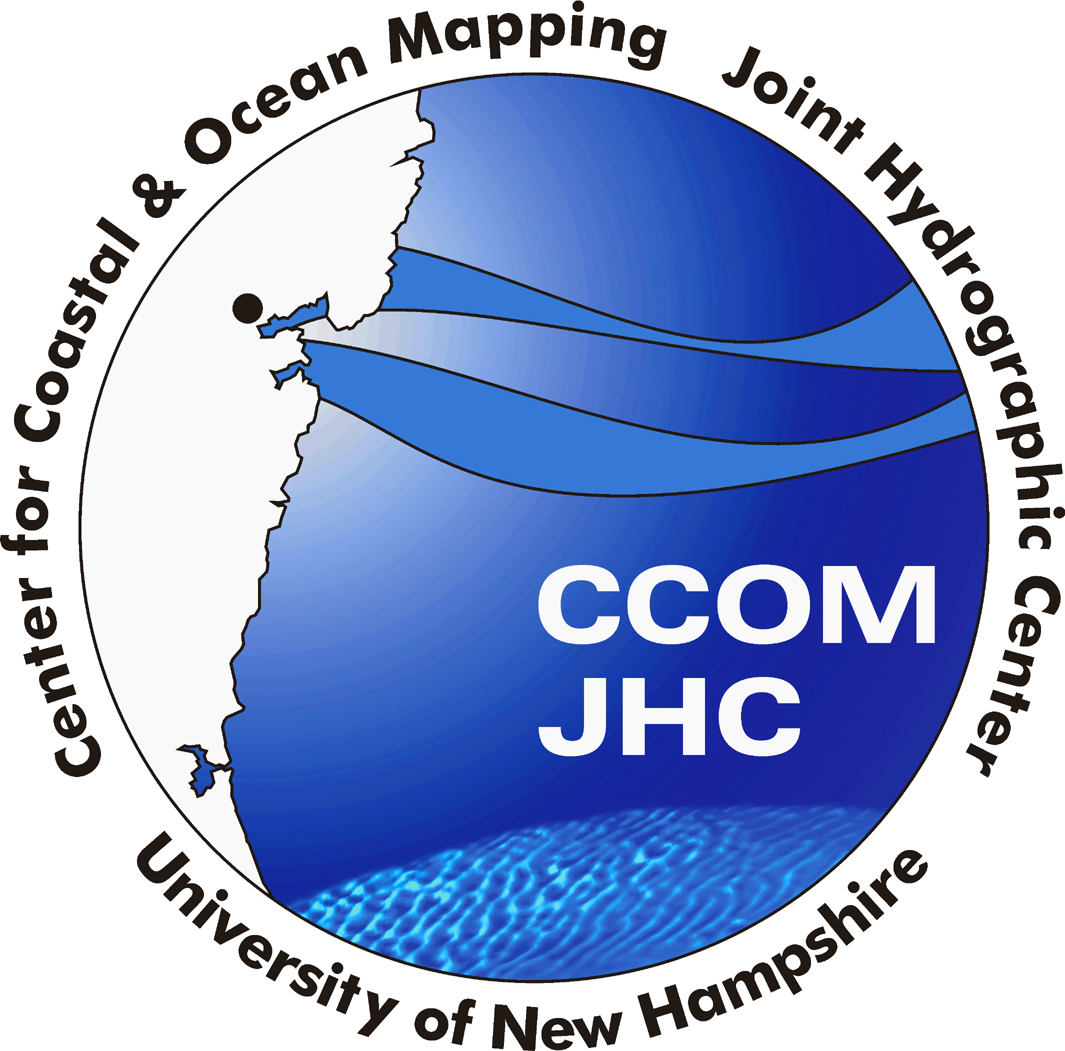 Center for Coastal & Ocean Mapping
Joint Hydrographic Center
CCOM
JHC
University of New Hampshire